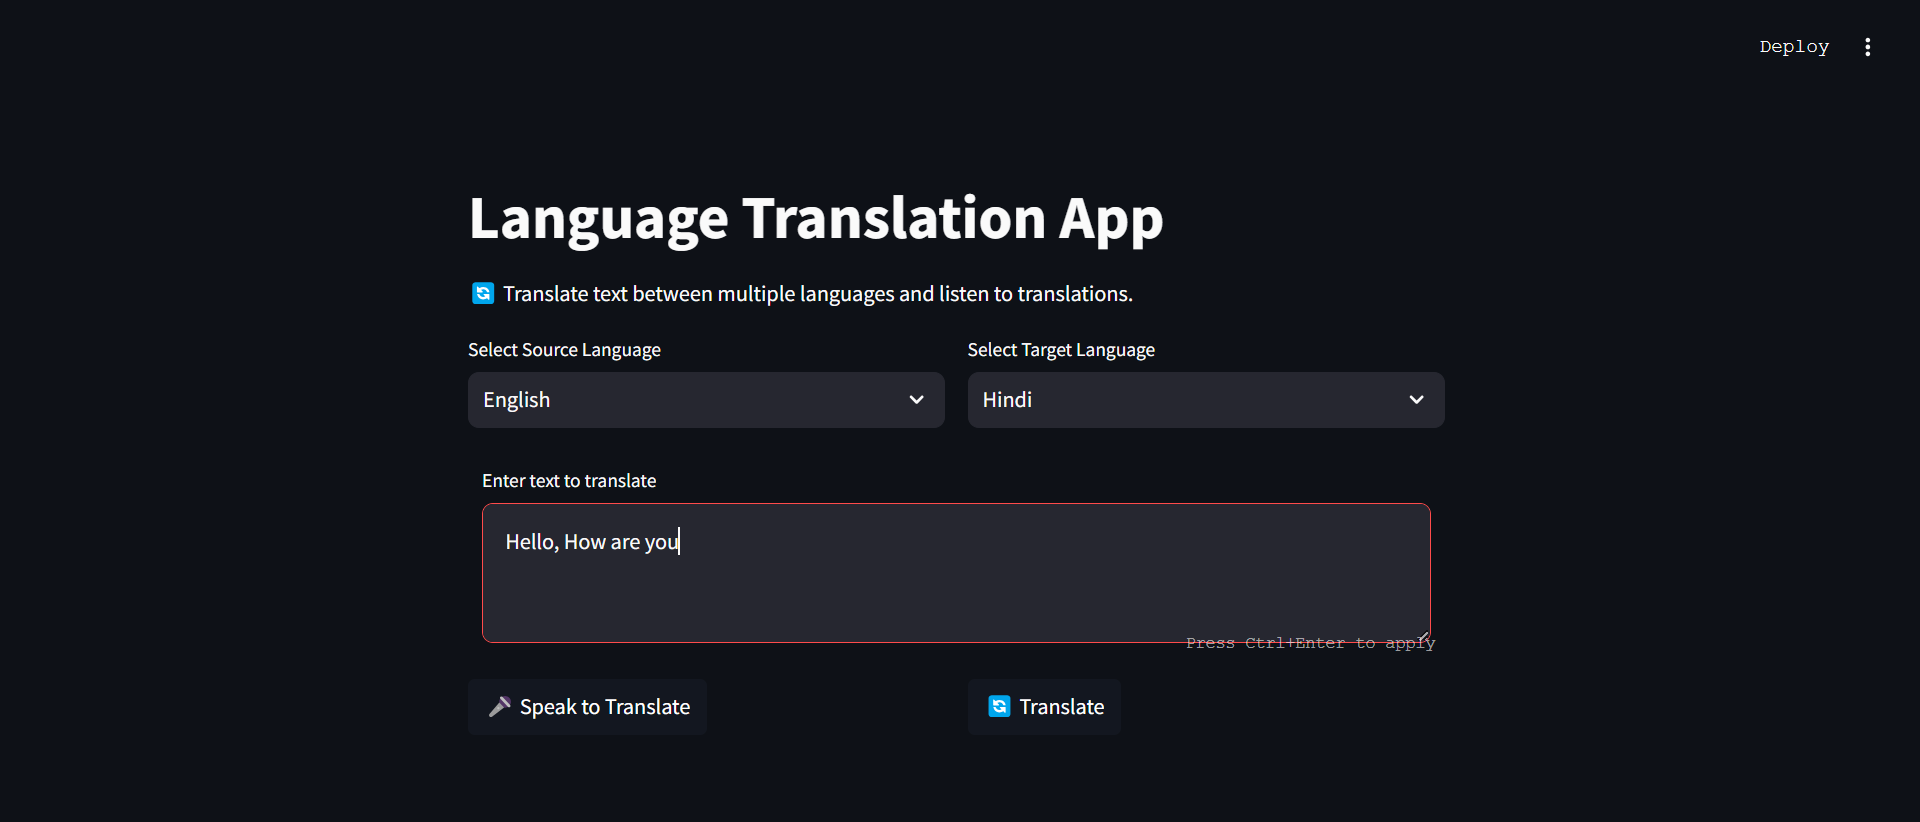 Deploy
Language Translation App
Translate text between multiple languages and listen to translations.
Select Source Language
Select Target Language
English
Hindi
Enter text to translate
Hello, How are you
Press Ctrl+Enter to apply
Speak to Translate
Translate